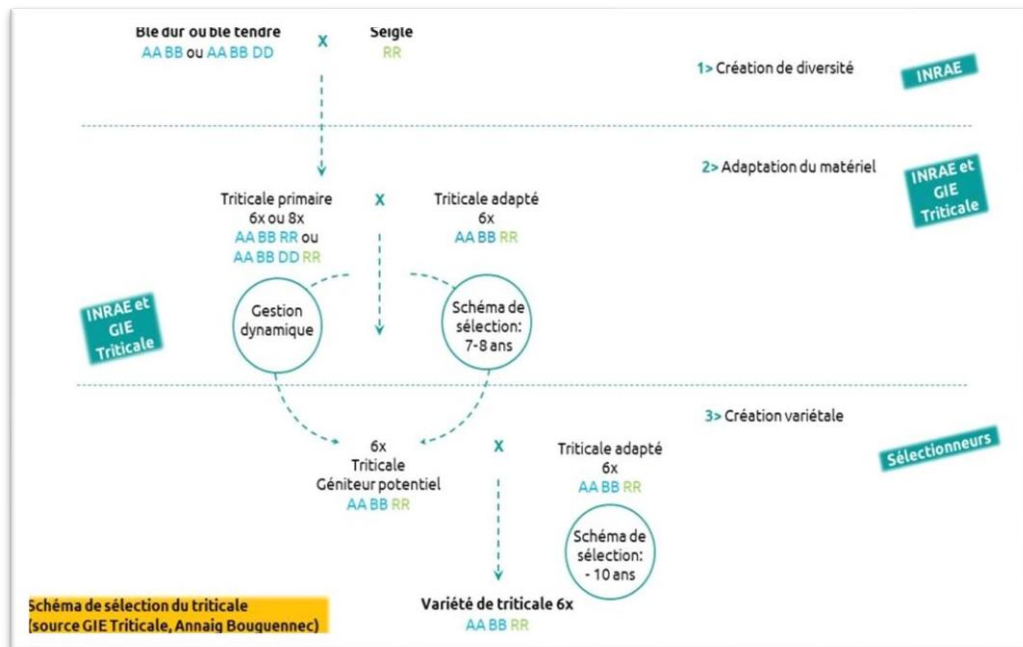 Blé dur ou blé tendre
X
Seigle
AA BB ou AA BB DD
RR
1> Création de diversité
INRAE
2> Adaptation du matériel
INRAE et
GIE
Triticale
Triticale primaire
6x ou 8x
AA BB RR ou
AA BB DD RR
X
Triticale adapté
6x
AA BB RR
INRAE et
GIE
Triticale
Gestion
dynamique
Schéma de
sélection:
7-8 ans
3> Création variétale
Sélectionneurs
6x
Triticale
Géniteur potentiel
AA BB RR
X
Triticale adapté
6x
AA BB RR
Schéma de
sélection:
- 10 ans
Variété de triticale 6x
AA BB RR
Schéma de sélection du triticale
(source GIE Triticale, Annaig Bouguennec)